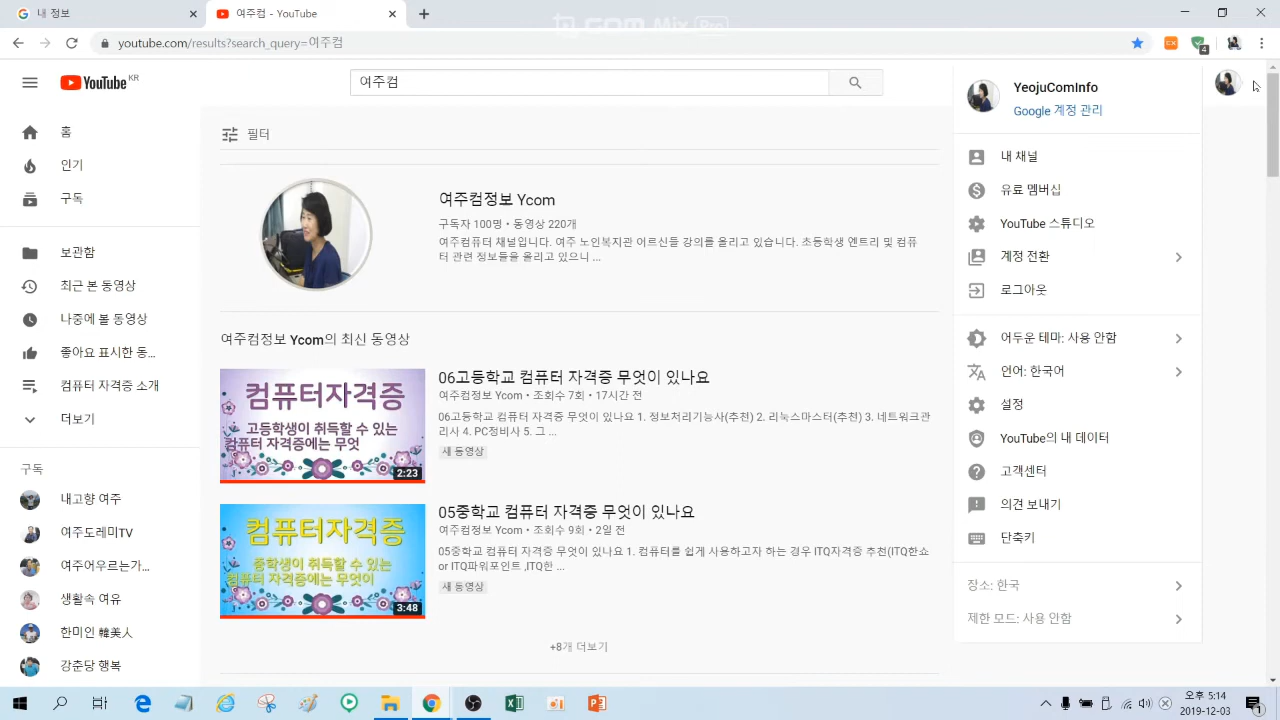 내 정보
여주컴 - YouTube
GOM Mix Pro
youtube.com/results?search_query=여주컴
4
YouTube KR
여주컴
홈
인기
구독
보관함
최근 본 동영상
나중에 볼 동영상
좋아요 표시한 동...
컴퓨터 자격증 소개
더보기
구독
내고향 여주
여주도레미TV
여주어우르는가...
생활속 여유
한미인 韓美人
강춘당 행복
필터
여주컴정보 Ycom
구독자 100명 • 동영상 220개
여주컴퓨터 채널입니다. 여주 노인복지관 어르신들 강의를 올리고 있습니다. 초등학생 엔트리 및 컴퓨
터 관련 정보들을 올리고 있으니 ...
여주컴정보 Ycom의 최신 동영상
컴퓨터자격증
고등학생이 취득할 수 있는
컴퓨터 자격증에는 무엇
2:23
06고등학교 컴퓨터 자격증 무엇이 있나요
여주컴정보 Ycom • 조회수 7회 • 17시간 전
06고등학교 컴퓨터 자격증 무엇이 있나요 1. 정보처리기능사(추천) 2. 리눅스마스터(추천) 3. 네트워크관
리사 4. PC정비사 5. 그 ...
새 동영상
컴퓨터자격증
중학생이 취득할 수 있는
컴퓨터 자격증에는 무엇이
3:48
05중학교 컴퓨터 자격증 무엇이 있나요
여주컴정보 Ycom • 조회수 9회 • 2일 전
05중학교 컴퓨터 자격증 무엇이 있나요 1. 컴퓨터를 쉽게 사용하고자 하는 경우 ITQ자격증 추천(ITQ한쇼
or ITQ파워포인트 ,ITQ한 ...
새 동영상
+8개 더보기
YeojuComInfo
Google 계정 관리
내 채널
유료 멤버십
YouTube 스튜디오
계정 전환
로그아웃
어두운 테마: 사용 안함
언어: 한국어
설정
YouTube의 내 데이터
고객센터
의견 보내기
단축키
장소: 한국
제한 모드: 사용 안함
오후 5:14
2019-12-03
1